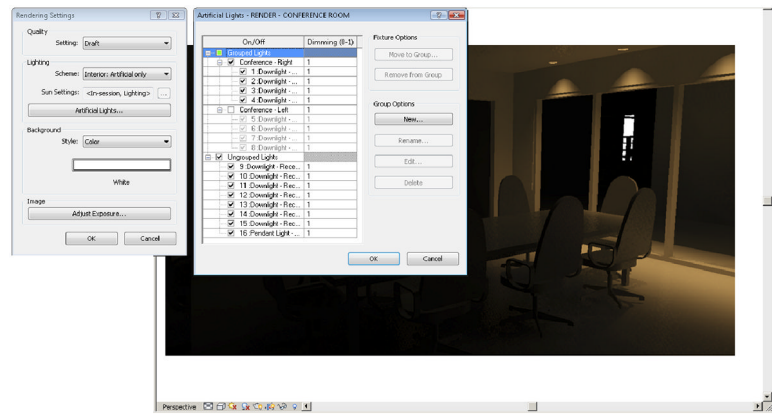 Rendering Settings
Quality
Setting: Draft
Lighting
Scheme: Interior: Artificial only
Sun Settings: <In-session, Lighting> ...
Artificial Lights...
Background
Style: Color
White
Image
Adjust Exposure...
OK Cancel
Artificial Lights - RENDER - CONFERENCE ROOM
On/Off Dimming (0-1)
Grouped Lights
Conference - Right 1
1 :Downlight - ... 1
2 :Downlight - ... 1
3 :Downlight - ... 1
4 :Downlight - ... 1
Conference - Left 1
5 :Downlight - ... 1
6 :Downlight - ... 1
7 :Downlight - ... 1
8 :Downlight - ... 1
Ungrouped Lights
9 :Downlight - Rece... 1
10 :Downlight - Rec... 1
11 :Downlight - Rec... 1
12 :Downlight - Rec... 1
13 :Downlight - Rec... 1
14 :Downlight - Rec... 1
15 :Downlight - Rec... 1
16 :Pendant Light - ... 1
Fixture Options
Move to Group...
Remove from Group
Group Options
New...
Rename...
Edit...
Delete
OK Cancel
Perspective